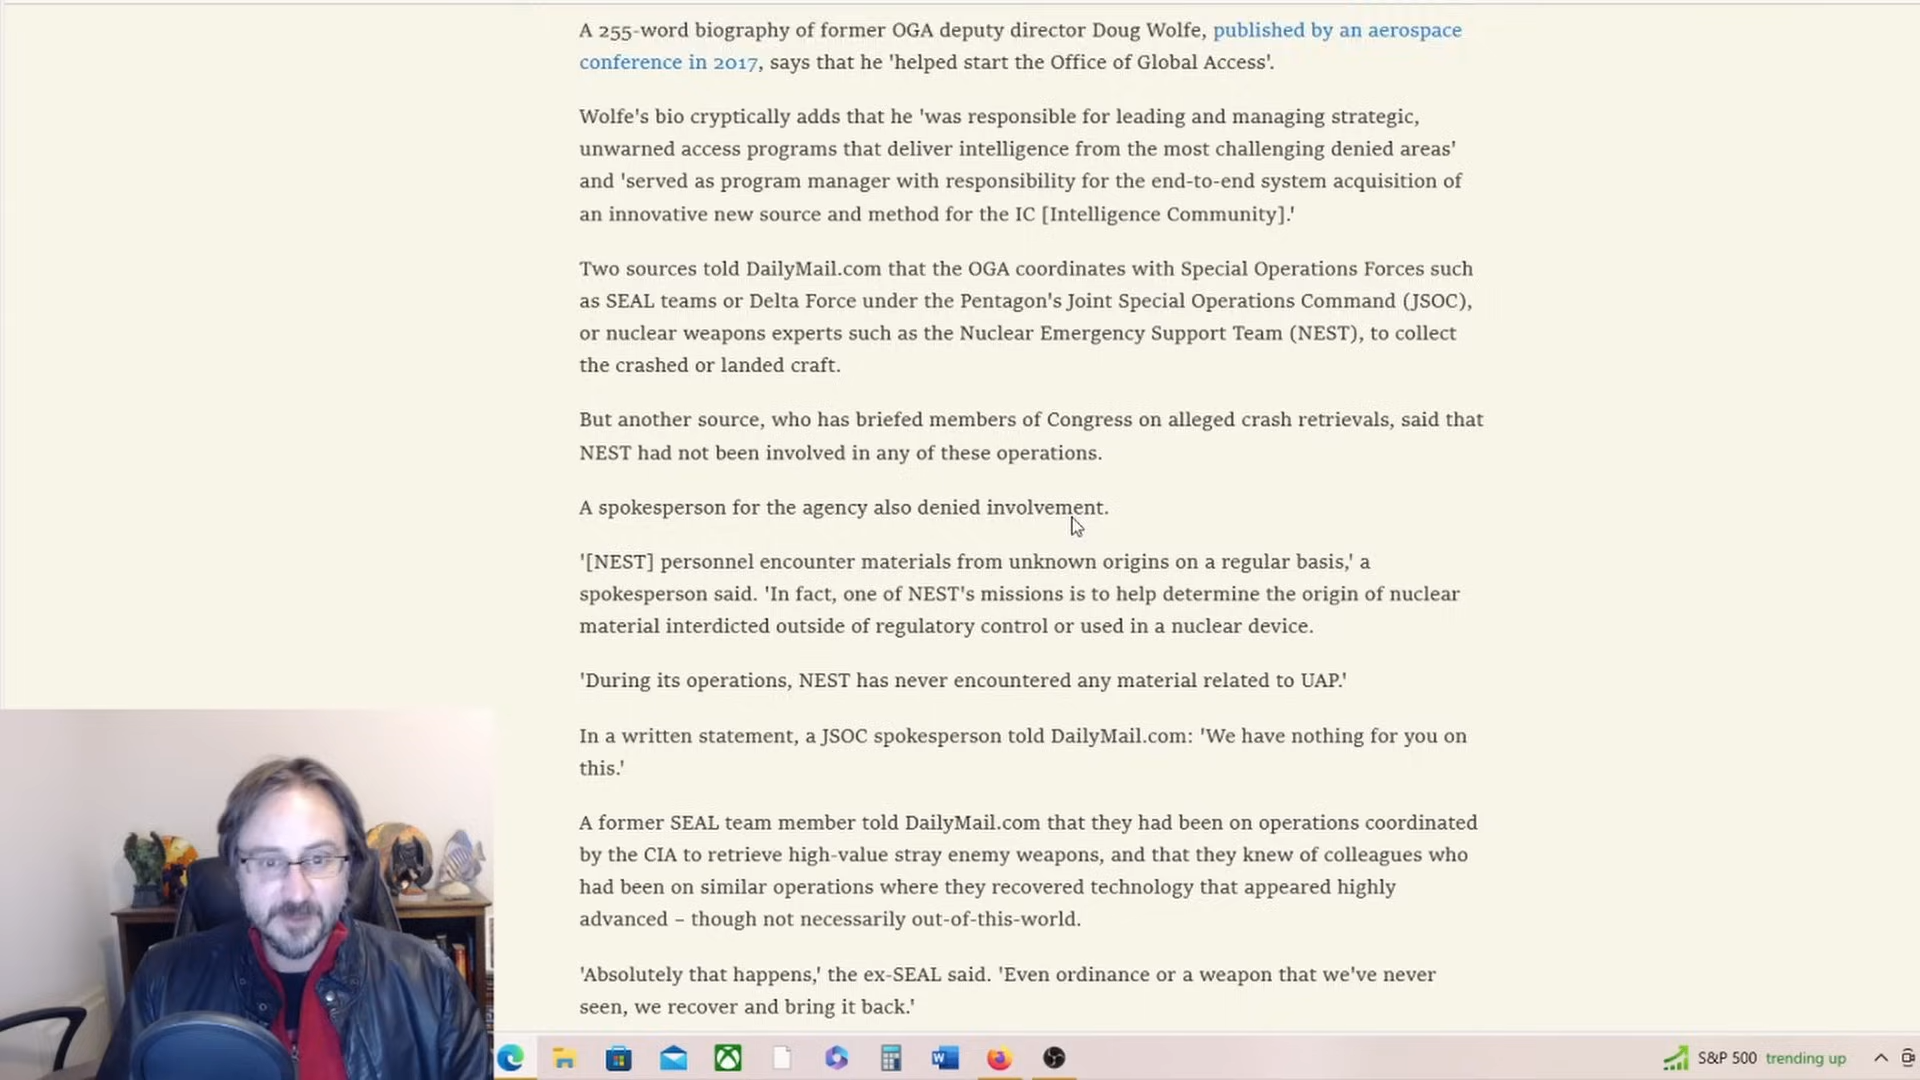 A 255-word biography of former OGA deputy director Doug Wolfe, published by an aerospace
conference in 2017, says that he 'helped start the Office of Global Access'.
Wolfe's bio cryptically adds that he 'was responsible for leading and managing strategic,
unwarned access programs that deliver intelligence from the most challenging denied areas'
and 'served as program manager with responsibility for the end-to-end system acquisition of
an innovative new source and method for the IC [Intelligence Community].'
Two sources told DailyMail.com that the OGA coordinates with Special Operations Forces such
as SEAL teams or Delta Force under the Pentagon's Joint Special Operations Command (JSOC),
or nuclear weapons experts such as the Nuclear Emergency Support Team (NEST), to collect
the crashed or landed craft.
But another source, who has briefed members of Congress on alleged crash retrievals, said that
NEST had not been involved in any of these operations.
A spokesperson for the agency also denied involvement.
'[NEST] personnel encounter materials from unknown origins on a regular basis,' a
spokesperson said. 'In fact, one of NEST's missions is to help determine the origin of nuclear
material interdicted outside of regulatory control or used in a nuclear device.
'During its operations, NEST has never encountered any material related to UAP.'
In a written statement, a JSOC spokesperson told DailyMail.com: 'We have nothing for you on
this.'
A former SEAL team member told DailyMail.com that they had been on operations coordinated
by the CIA to retrieve high-value stray enemy weapons, and that they knew of colleagues who
had been on similar operations where they recovered technology that appeared highly
advanced – though not necessarily out-of-this-world.
'Absolutely that happens,' the ex-SEAL said. 'Even ordinance or a weapon that we've never
seen, we recover and bring it back.'
S&P 500 trending up